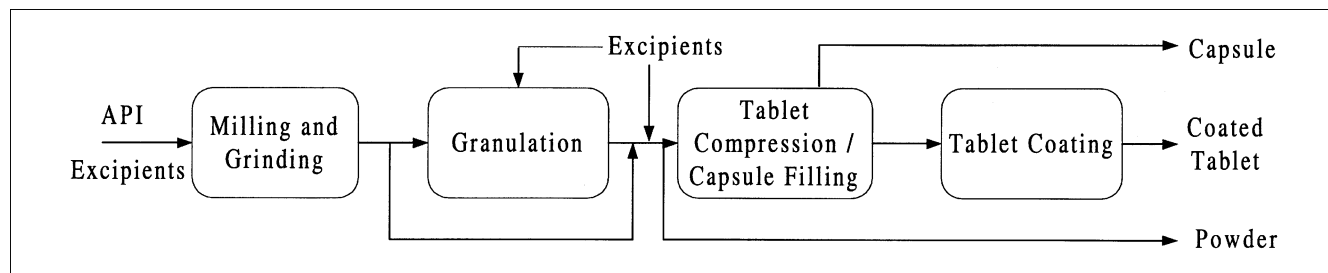 API
Excipients
Milling and
Grinding
Granulation
Excipients
Tablet
Compression /
Capsule Filling
Tablet Coating
Capsule
Coated
Tablet
Powder